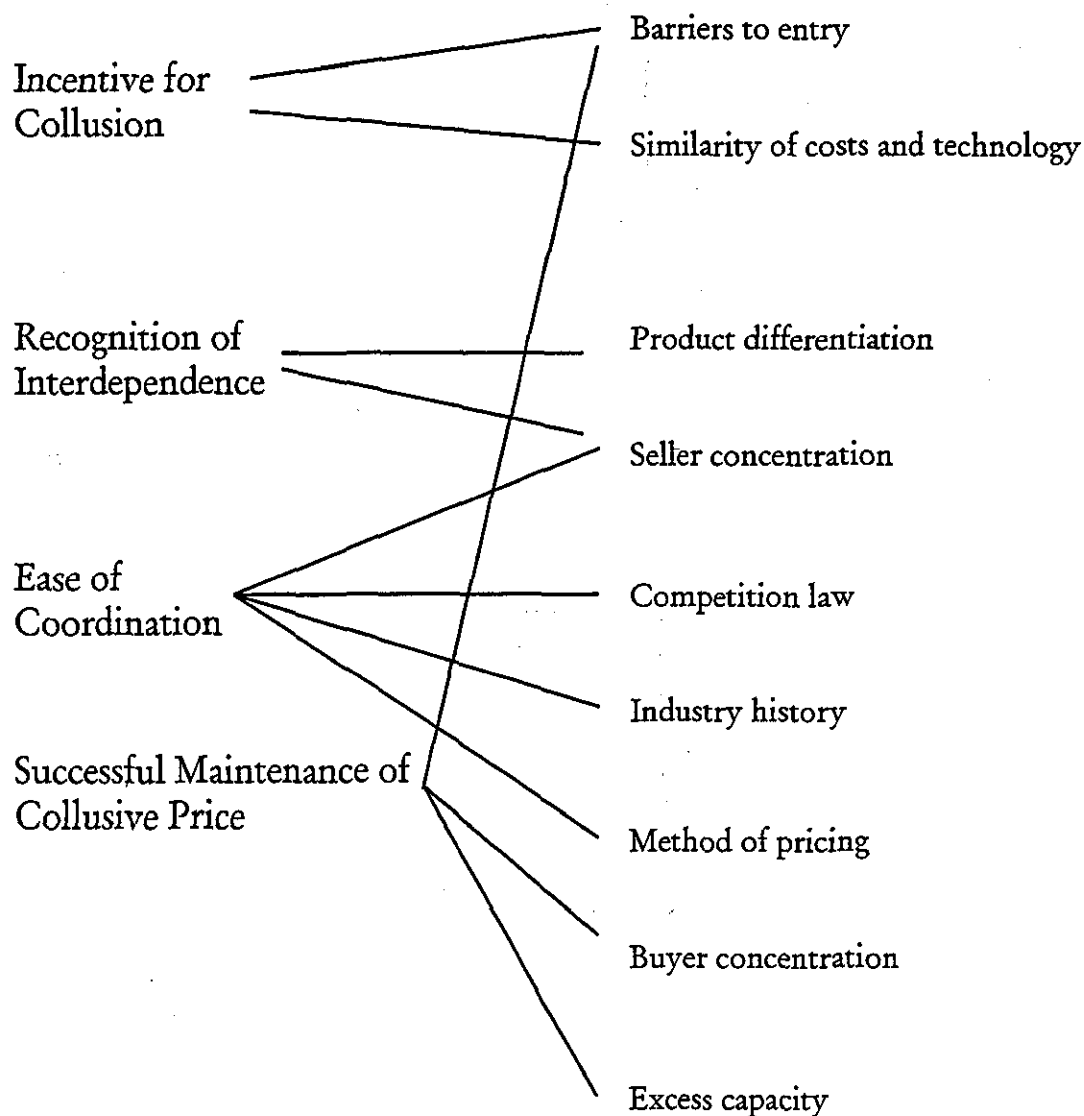 Incentive for
Collusion
Recognition of
Interdependence
Ease of
Coordination
Successful Maintenance of
Collusive Price
Barriers to entry
Similarity of costs and technology
Product differentiation
Seller concentration
Competition law
Industry history
Method of pricing
Buyer concentration
Excess capacity